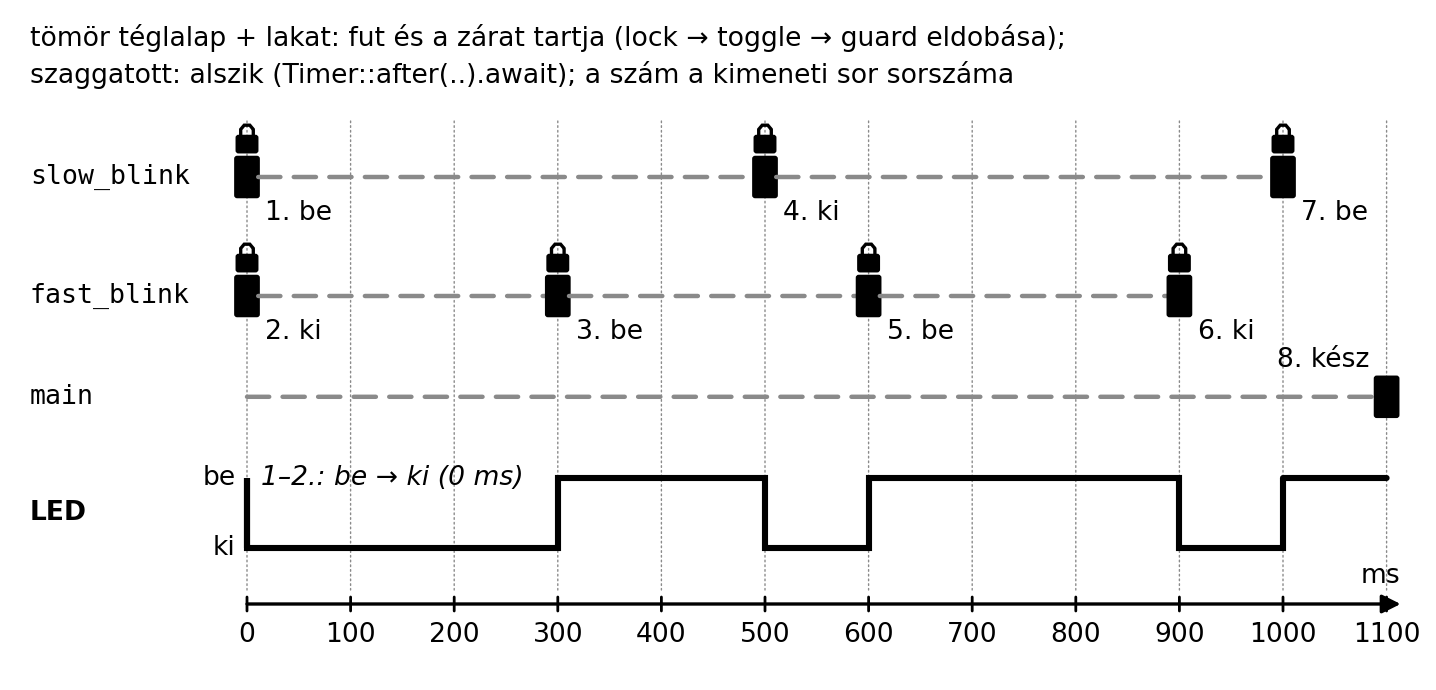 tömör téglalap + lakat: fut és a zárat tartja (lock → toggle → guard eldobása);
szaggatott: alszik (Timer::after(..).await); a szám a kimeneti sor sorszáma
slow_blink
1. be
4. ki
7. be
fast_blink
2. ki
3. be
5. be
6. ki
8. kész
main
be
1–2.: be → ki (0 ms)
LED
ki
ms
0 100 200 300 400 500 600 700 800 900 1000 1100